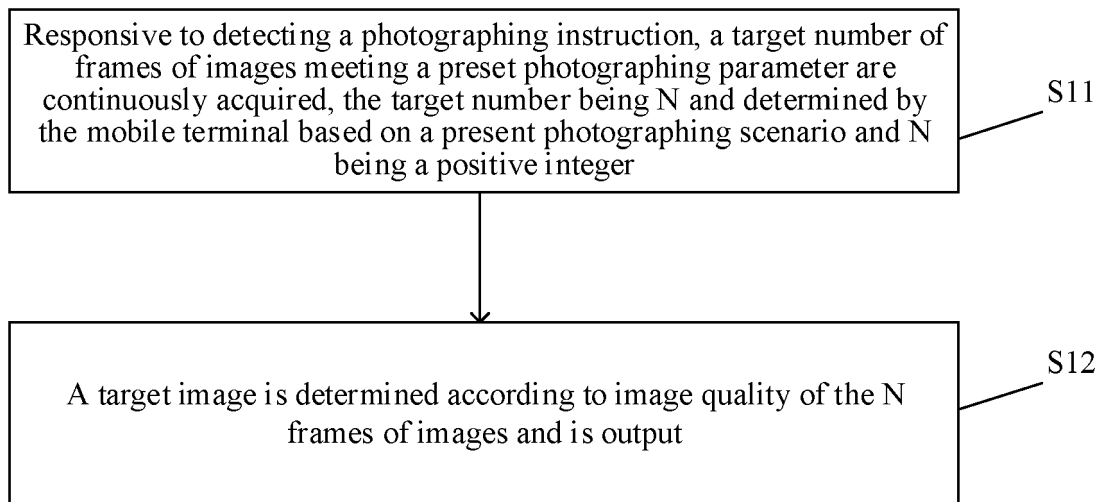 Responsive to detecting a photographing instruction, a target number of
frames of images meeting a preset photographing parameter are
continuously acquired, the target number being N and determined by
the mobile terminal based on a present photographing scenario and N
being a positive integer
S11
A target image is determined according to image quality of the N
frames of images and is output
S12